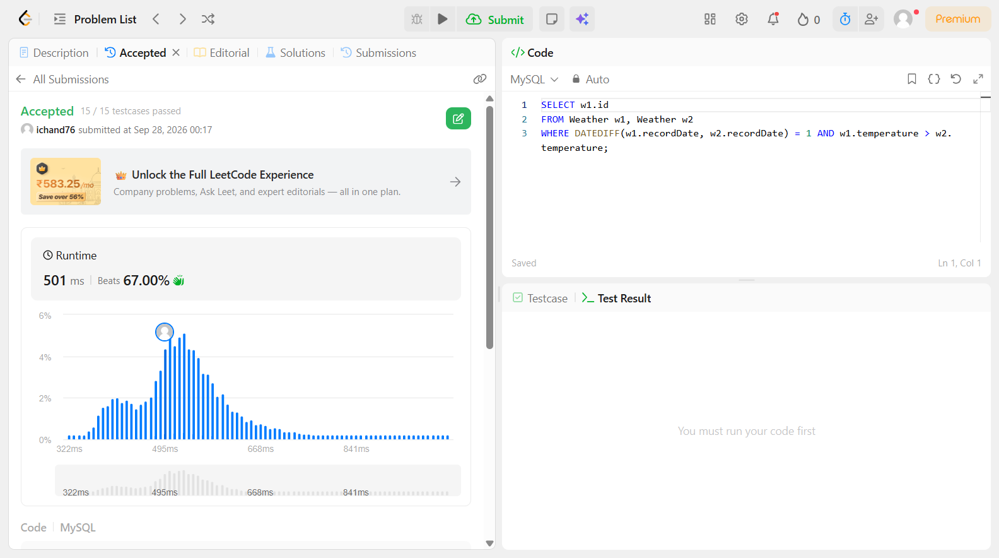 Problem List
Submit
0
Premium
Description
Accepted
Editorial
Solutions
Submissions
All Submissions
Accepted 15 / 15 testcases passed
ichand76 submitted at Sep 28, 2026 00:17
₹583.25/mo
Save over 56%
Unlock the Full LeetCode Experience
Company problems, Ask Leet, and expert editorials — all in one plan.
Runtime
501 ms Beats 67.00%
6%
4%
2%
0%
322ms 495ms 668ms 841ms
322ms 495ms 668ms 841ms
Code MySQL
Code
MySQL Auto
1 SELECT w1.id
2 FROM Weather w1, Weather w2
3 WHERE DATEDIFF(w1.recordDate, w2.recordDate) = 1 AND w1.temperature > w2.
temperature;
Saved Ln 1, Col 1
Testcase
Test Result
You must run your code first